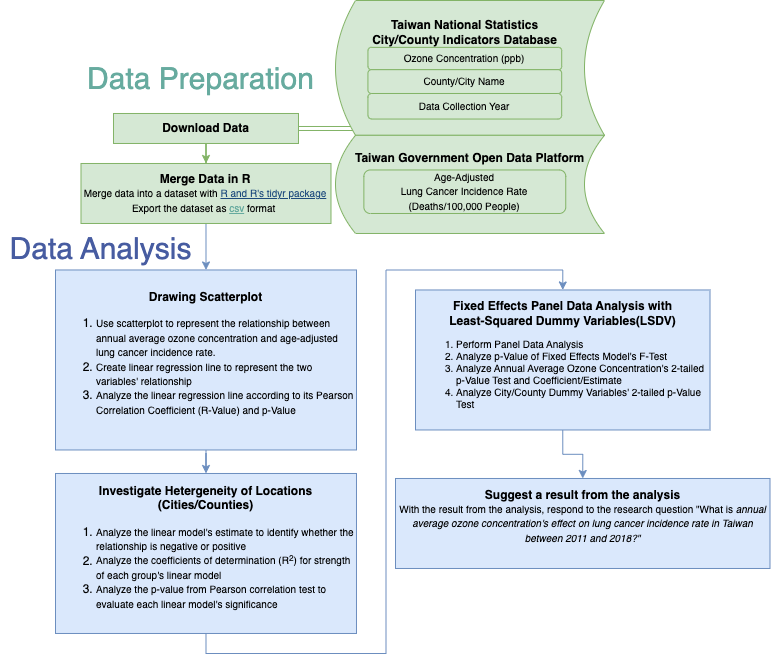 Taiwan National Statistics
City/County Indicators Database
Ozone Concentration (ppb)
County/City Name
Data Collection Year
Data Preparation
Download Data
Taiwan Government Open Data Platform
Age-Adjusted
Lung Cancer Incidence Rate
(Deaths/100,000 People)
Merge Data in R
Merge data into a dataset with R and R's tidyr package
Export the dataset as csv format
Data Analysis
Drawing Scatterplot
1. Use scatterplot to represent the relationship between
annual average ozone concentration and age-adjusted
lung cancer incidence rate.
2. Create linear regression line to represent the two
variables' relationship
3. Analyze the linear regression line according to its Pearson
Correlation Coefficient (R-Value) and p-Value
Investigate Hetergeneity of Locations
(Cities/Counties)
1. Analyze the linear model's estimate to identify whether the
relationship is negative or positive
2. Analyze the coefficients of determination (R²) for strength
of each group's linear model
3. Analyze the p-value from Pearson correlation test to
evaluate each linear model's significance
Fixed Effects Panel Data Analysis with
Least-Squared Dummy Variables(LSDV)
1. Perform Panel Data Analysis
2. Analyze p-Value of Fixed Effects Model's F-Test
3. Analyze Annual Average Ozone Concentration's 2-tailed
p-Value Test and Coefficient/Estimate
4. Analyze City/County Dummy Variables' 2-tailed p-Value
Test
Suggest a result from the analysis
With the result from the analysis, respond to the research question "What is annual
average ozone concentration's effect on lung cancer incidence rate in Taiwan
between 2011 and 2018?"